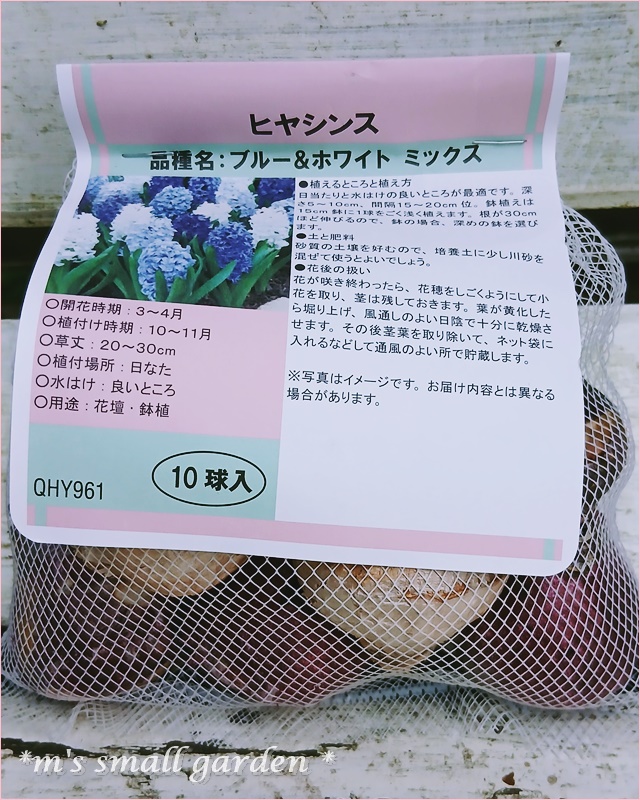 ヒヤシンス
品種名：ブルー＆ホワイト ミックス
●植えるところと植え方
日当たりと水はけの良いところが最適です。深
さ5～10cm。間隔15～20cm位。鉢植えは
15cm鉢に1球をごく浅く植えます。根が30cm
ほど伸びるので、鉢の場合、深めの鉢を選び
ます。
●土と肥料
砂質の土壌を好むので、培養土に少し川砂を
混ぜて使うとよいでしょう。
●花後の扱い
花が咲き終わったら、花穂をしごくようにして小
花を取り、茎は残しておきます。葉が黄化した
ら堀り上げ、風通しのよい日陰で十分に乾燥さ
せます。その後茎葉を取り除いて、ネット袋に
入れるなどして通風のよい所で貯蔵します。
※写真はイメージです。お届け内容とは異なる
場合があります。
〇開花時期：3～4月
〇植付け時期：10～11月
〇草丈：20～30cm
〇植付場所：日なた
〇水はけ：良いところ
〇用途：花壇・鉢植
QHY961
10球入
*m's small garden *